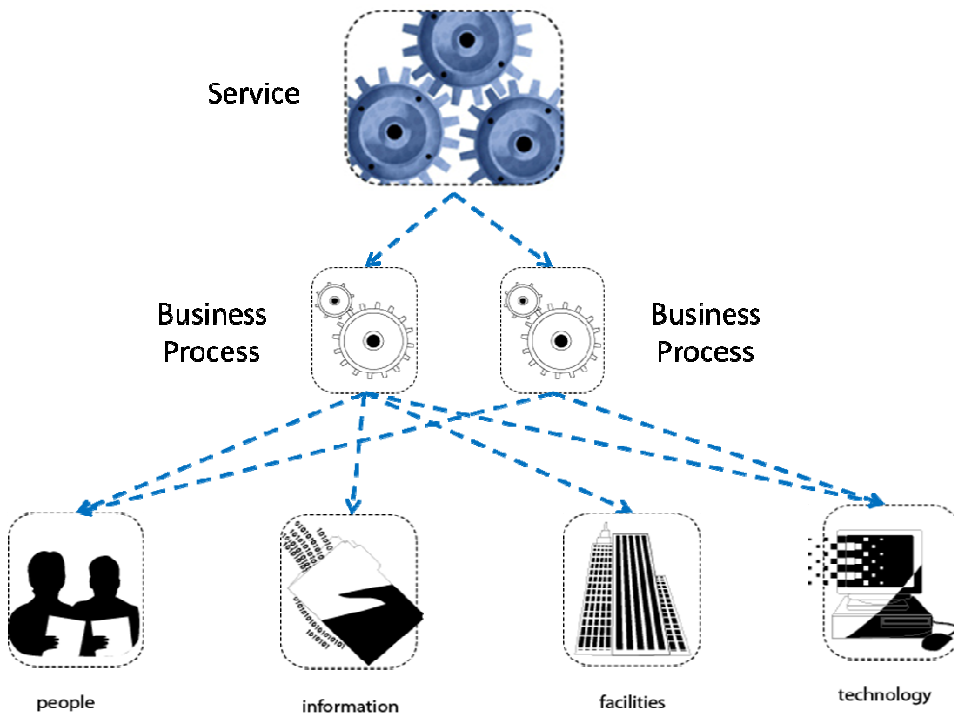 Service
Business
Process
Business
Process
people
information
facilities
technology